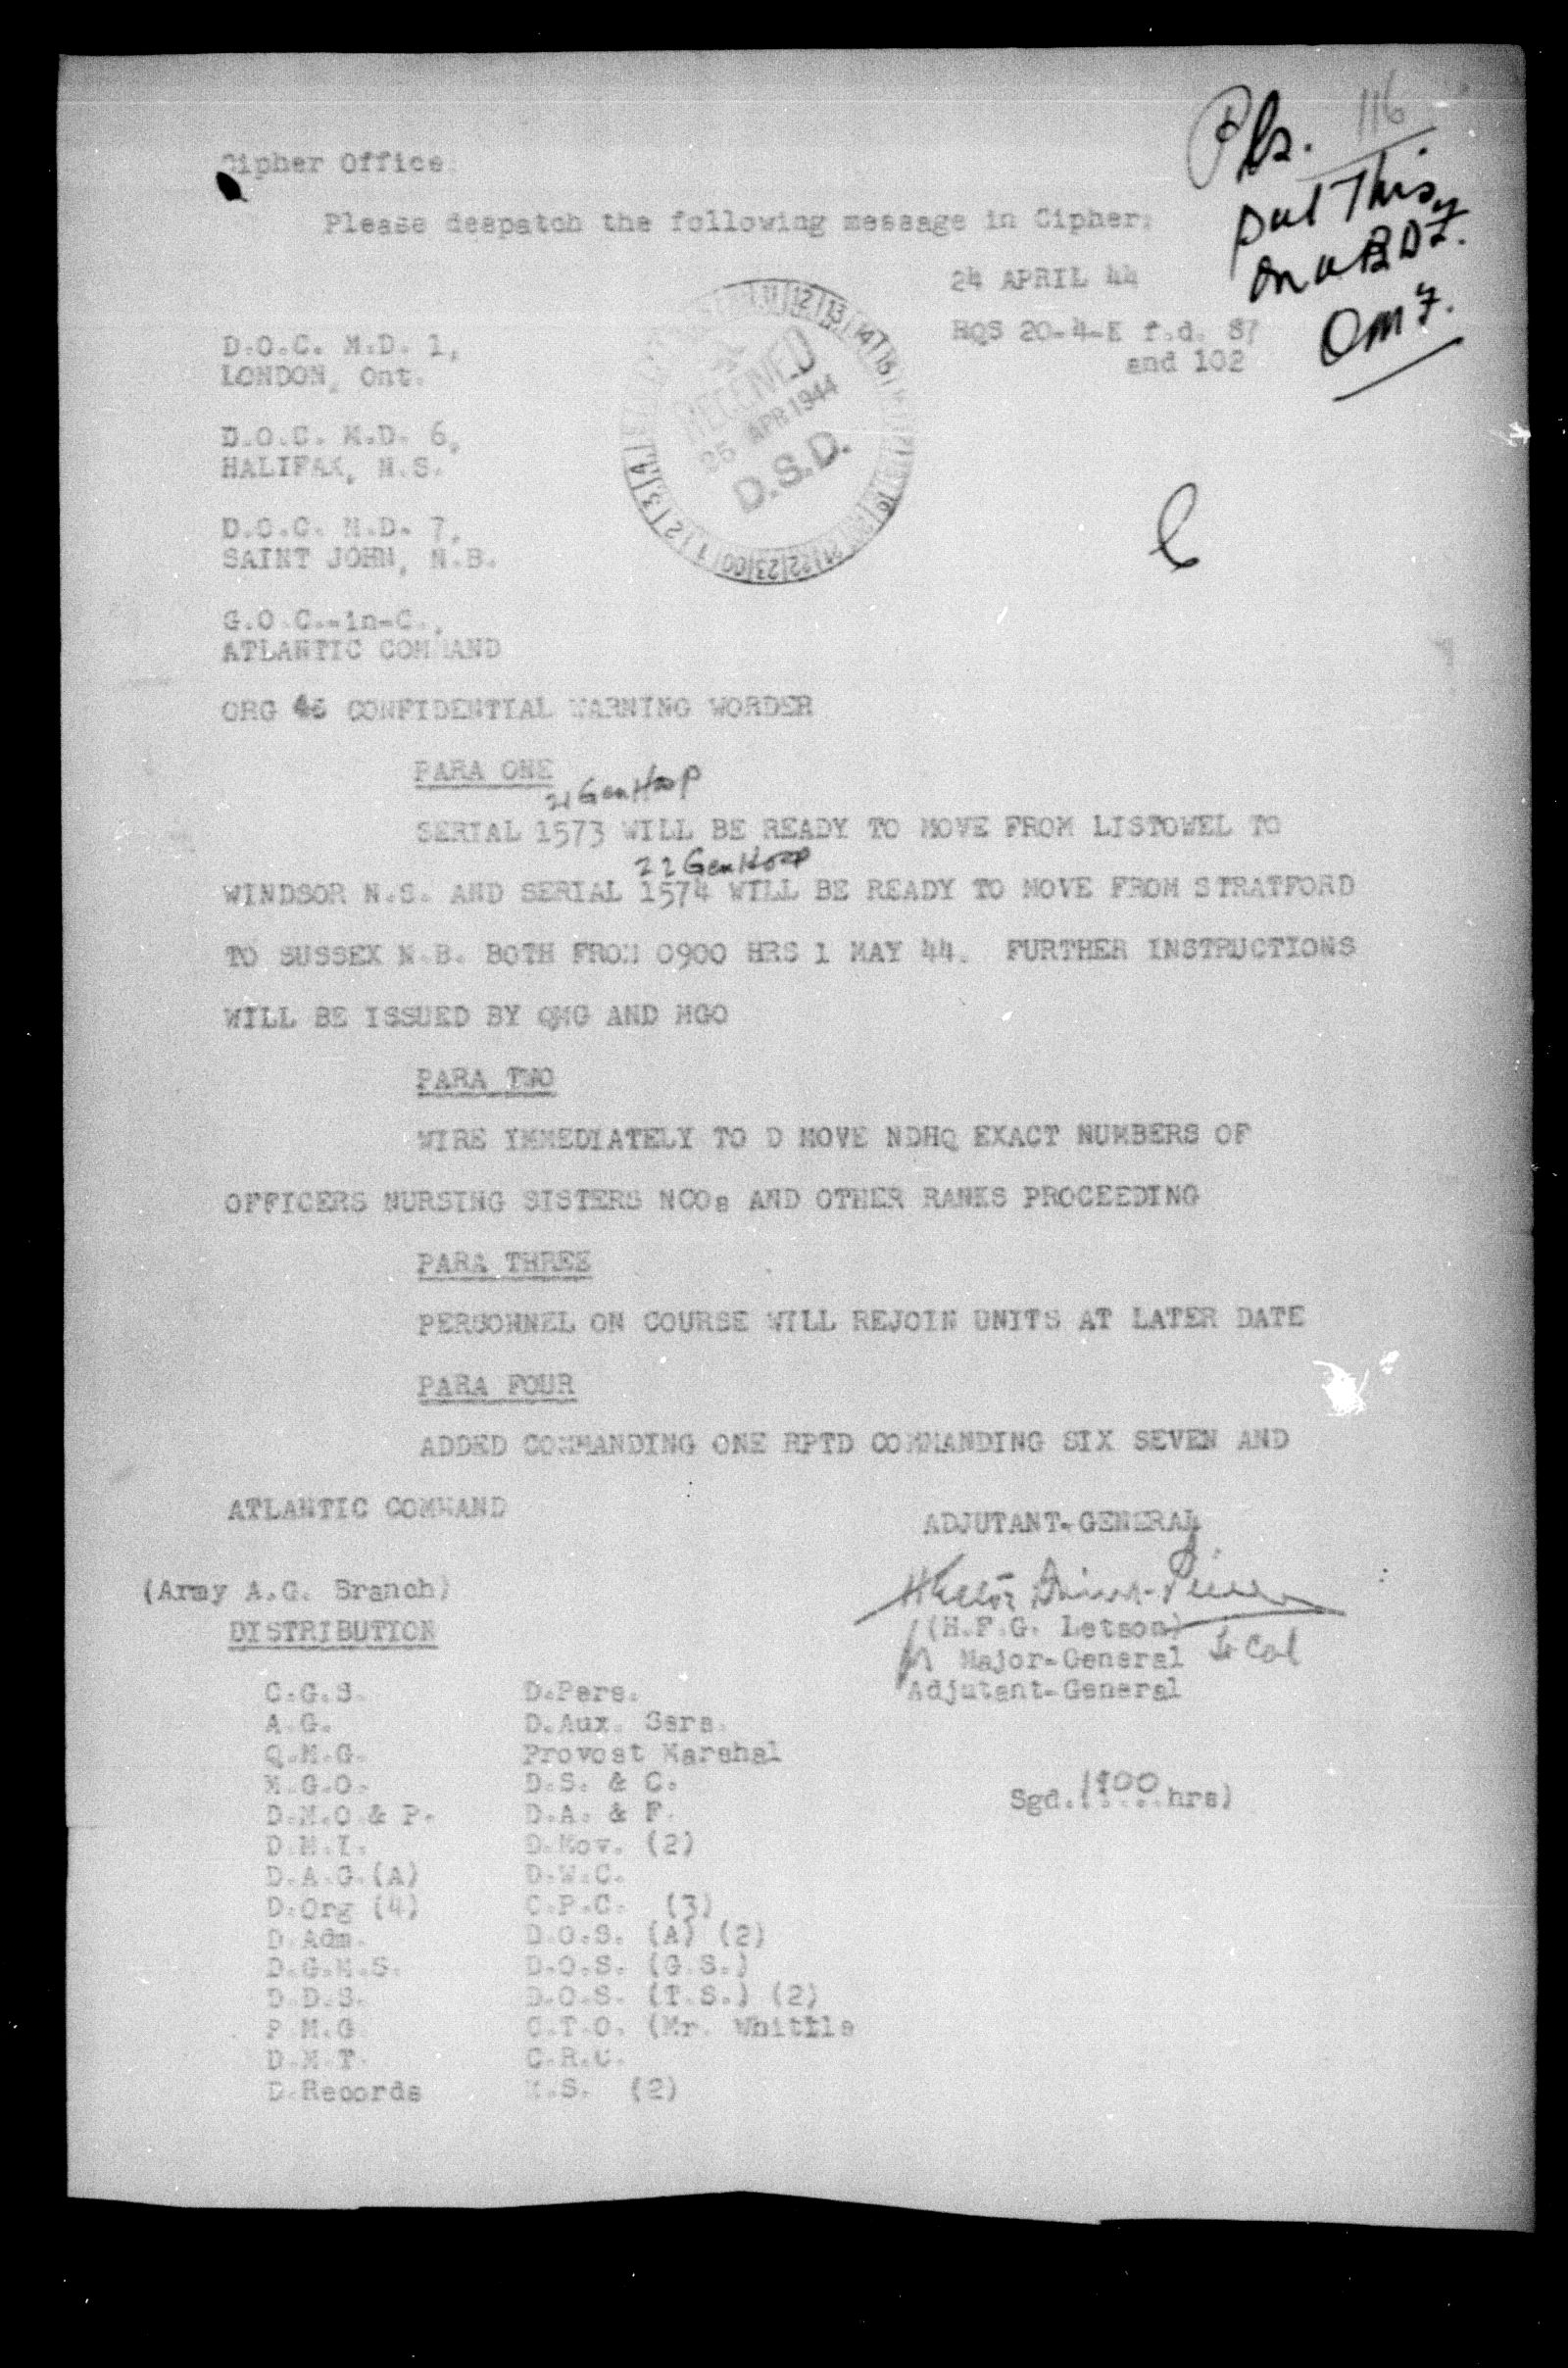 116
Pls.
put this
on a BD7.
Cipher Office
Please despatch the following message in Cipher.
24 APRIL 44
HQS 20-4-E f.d. 87
and 102
D.O.C. M.D. 1,
LONDON, Ont.
D.O.C. M.D. 6,
HALIFAX, N.S.
D.O.C. M.D. 7,
SAINT JOHN, N.B.
G.O.C.-in-C.,
ATLANTIC COMMAND
RECEIVED
25 APR 1944
D.S.D.
ORG 46 CONFIDENTIAL WARNING WORDER
PARA ONE
21 Gen Hosp
SERIAL 1573 WILL BE READY TO MOVE FROM LISTOWEL TO
22 Gen Hosp
WINDSOR N.S. AND SERIAL 1574 WILL BE READY TO MOVE FROM STRATFORD
TO SUSSEX N.B. BOTH FROM 0900 HRS 1 MAY 44. FURTHER INSTRUCTIONS
WILL BE ISSUED BY QMG AND MGO
PARA TWO
WIRE IMMEDIATELY TO D MOVE NDHQ EXACT NUMBERS OF
OFFICERS NURSING SISTERS NCOs AND OTHER RANKS PROCEEDING
PARA THREE
PERSONNEL ON COURSE WILL REJOIN UNITS AT LATER DATE
PARA FOUR
ADDED COMMANDING ONE RPTD COMMANDING SIX SEVEN AND
ATLANTIC COMMAND
ADJUTANT-GENERAL
(H.F.G. Letson)
Lt Col
Major-General
Adjutant-General
Sgd.(1900 hrs)
(Army A.G. Branch)
DISTRIBUTION
C.G.S. D.Pers.
A.G. D.Aux. Sers.
Q.M.G. Provost Marshal
M.G.O. D.S. & C.
D.M.O & P. D.A. & F.
D.M.I. D.Mov. (2)
D.A.G.(A) D.W.C.
D.Org (4) C.P.C. (3)
D.Adm. D.O.S. (A) (2)
D.G.M.S. D.O.S. (G.S.)
D.D.S. D.O.S. (T.S.) (2)
P.M.G. C.T.O. (Mr. Whittle
D.M.T. C.R.C.
D.Records M.S. (2)